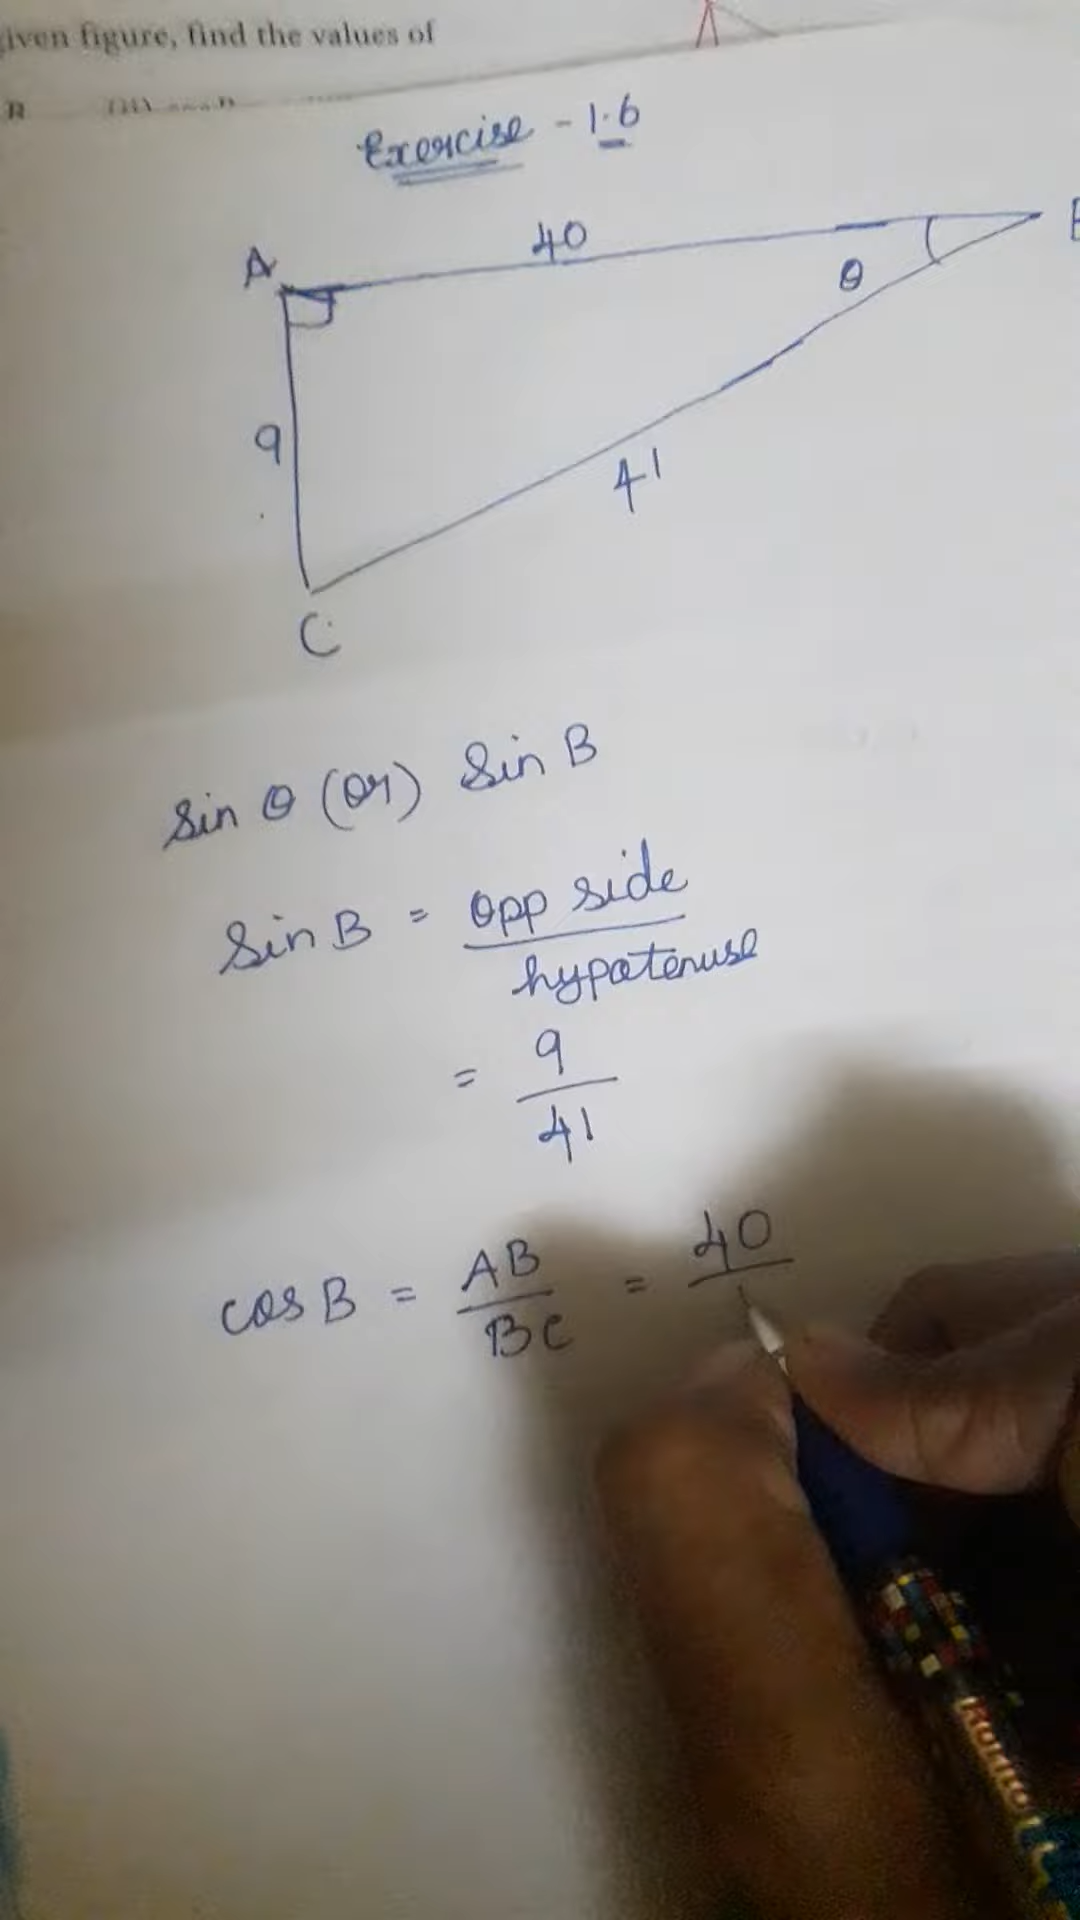 given figure, find the values of
B
Exercise - 1.6
A 40
θ
9
41
C
Sin θ (or) Sin B
Sin B = Opp side
hypotenuse
= 9
41
cos B = AB = 40
BC